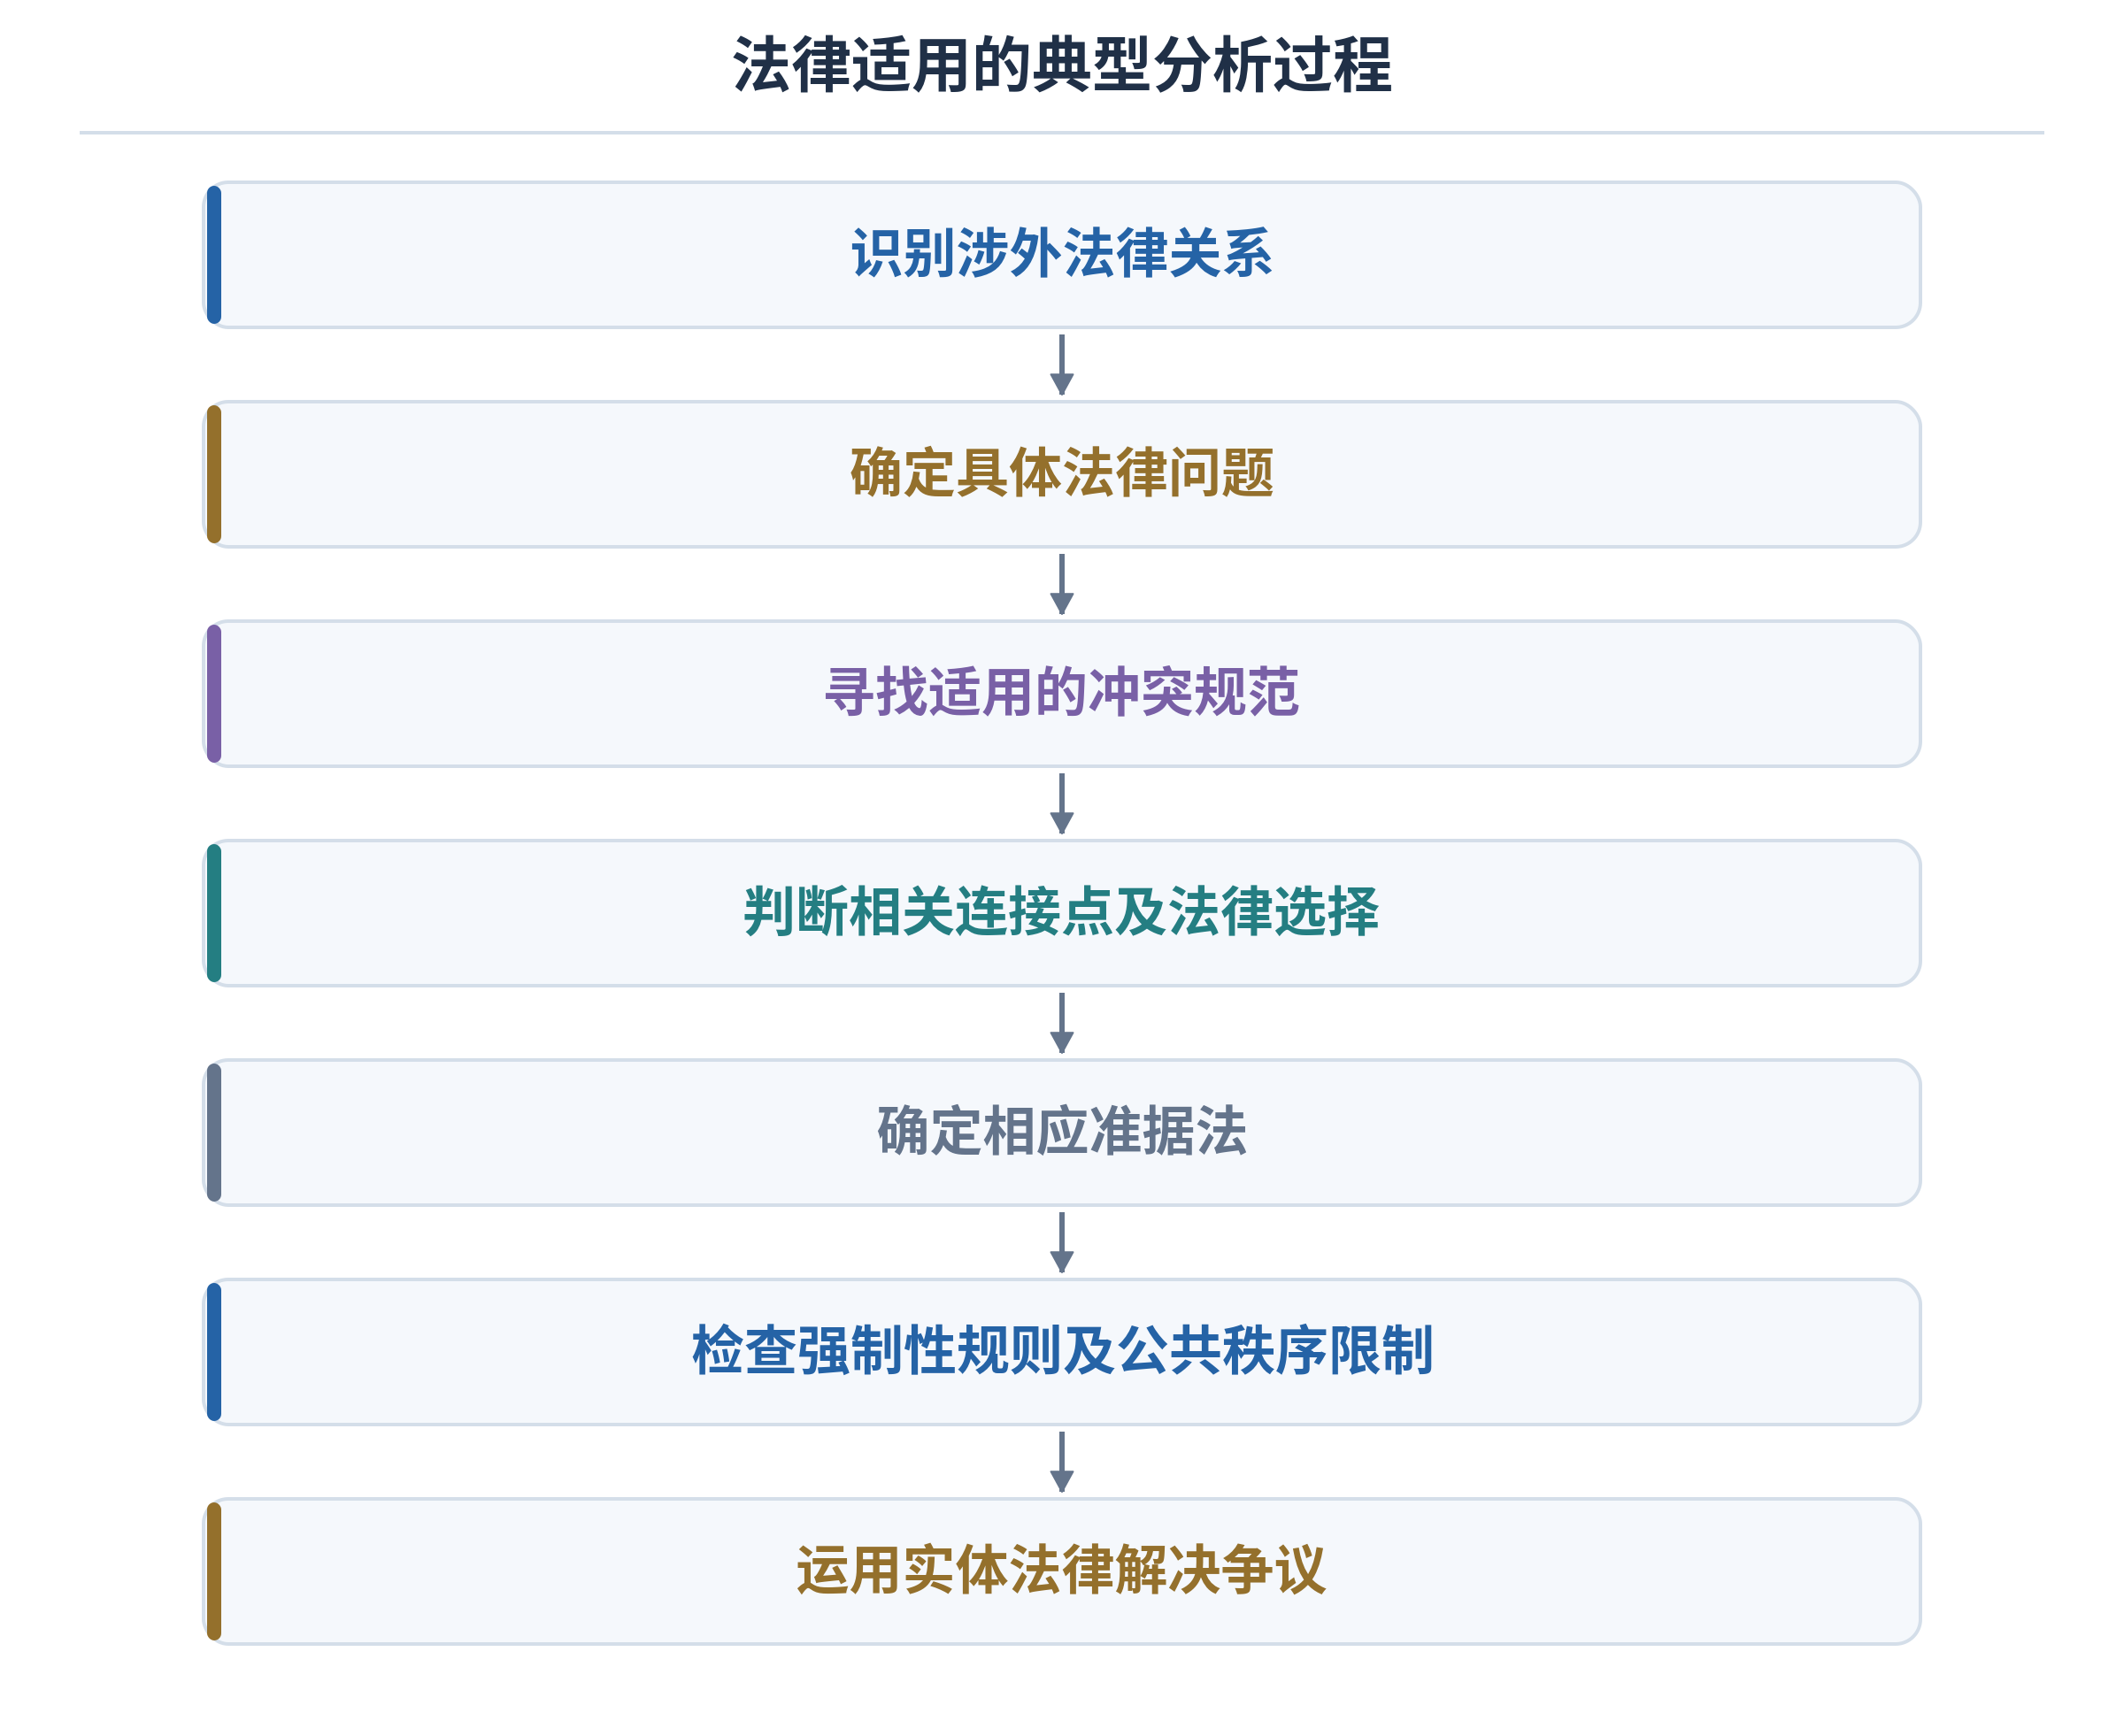 法律适用的典型分析过程
识别涉外法律关系
确定具体法律问题
寻找适用的冲突规范
判断相关连接点及法律选择
确定相应准据法
检查强制性规则及公共秩序限制
运用实体法律解决争议